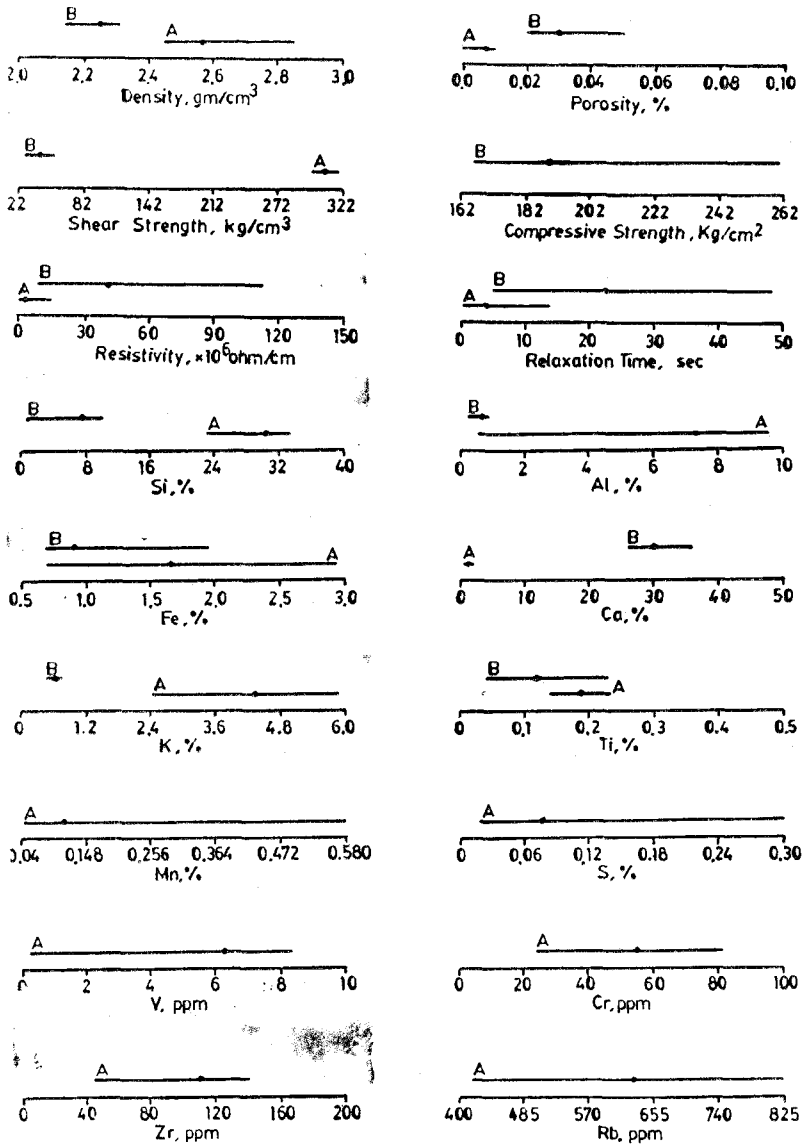 B
A
2,0 2.2 2.4 2.6 2.8 3,0
Density, gm/cm3
B
A
0.0 0.02 0.04 0.06 0.08 0.10
Porosity, %
B
A
22 82 142 212 272 322
Shear Strength, kg/cm3
B
162 182 202 222 242 262
Compressive Strength, Kg/cm2
B
A
0 30 60 90 120 150
Resistivity, ×10^6 ohm/cm
B
A
0 10 20 30 40 50
Relaxation Time, sec
B
A
0 8 16 24 32 40
Si, %
B
A
0 2 4 6 8 10
Al, %
B
A
0.5 1.0 1.5 2.0 2.5 3.0
Fe, %
B
A
0 10 20 30 40 50
Ca, %
B
A
0 1.2 2.4 3.6 4.8 6.0
K, %
B
A
0 0.1 0.2 0.3 0.4 0.5
Ti, %
A
0.04 0.148 0.256 0.364 0.472 0.580
Mn, %
A
0 0.06 0.12 0.18 0.24 0.30
S, %
A
0 2 4 6 8 10
V, ppm
A
0 20 40 60 80 100
Cr, ppm
A
0 40 80 120 160 200
Zr, ppm
A
400 485 570 655 740 825
Rb, ppm